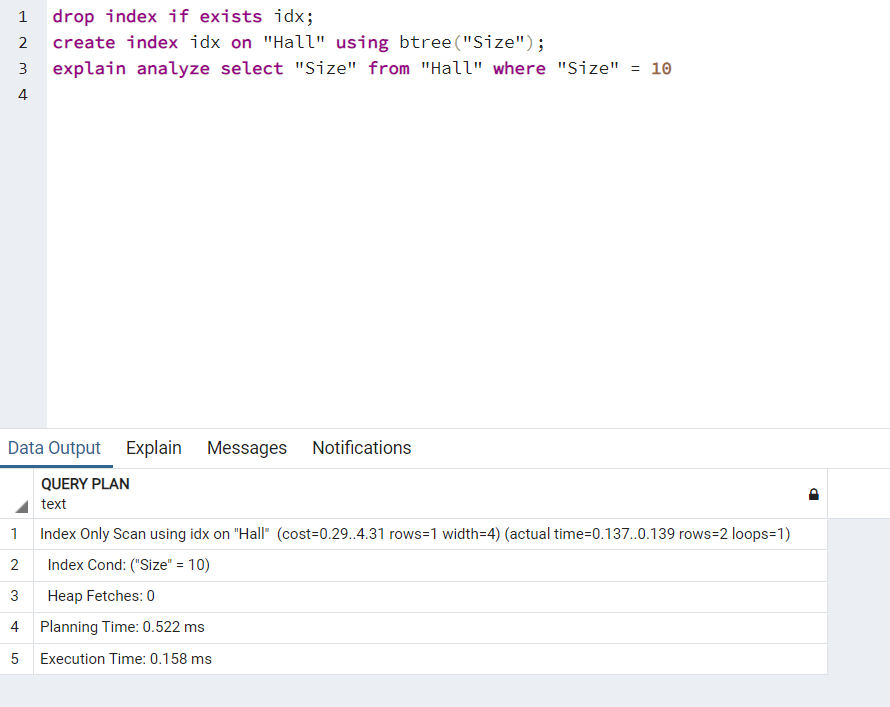 1 drop index if exists idx;
2 create index idx on "Hall" using btree("Size");
3 explain analyze select "Size" from "Hall" where "Size" = 10
4
Data Output Explain Messages Notifications
QUERY PLAN
text
1 Index Only Scan using idx on "Hall" (cost=0.29..4.31 rows=1 width=4) (actual time=0.137..0.139 rows=2 loops=1)
2 Index Cond: ("Size" = 10)
3 Heap Fetches: 0
4 Planning Time: 0.522 ms
5 Execution Time: 0.158 ms